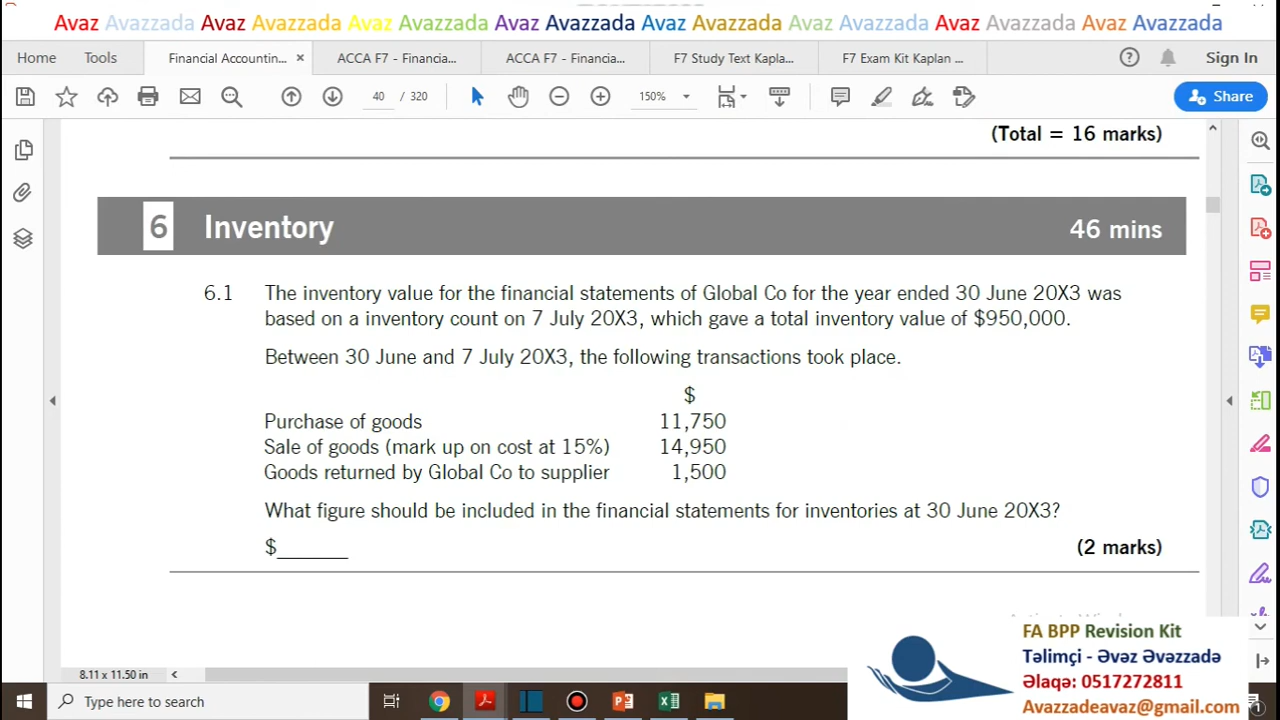 Avaz Avazzada Avaz Avazzada Avaz Avazzada Avaz Avazzada Avaz Avazzada Avaz Avazzada Avaz Avazzada Avaz Avazzada
Home Tools Financial Accountin... × ACCA F7 - Financia... ACCA F7 - Financia... F7 Study Text Kapla... F7 Exam Kit Kaplan ... Sign In
40 / 320 150% Share
(Total = 16 marks)
6 Inventory 46 mins
6.1 The inventory value for the financial statements of Global Co for the year ended 30 June 20X3 was
based on a inventory count on 7 July 20X3, which gave a total inventory value of $950,000.
Between 30 June and 7 July 20X3, the following transactions took place.
$
Purchase of goods 11,750
Sale of goods (mark up on cost at 15%) 14,950
Goods returned by Global Co to supplier 1,500
What figure should be included in the financial statements for inventories at 30 June 20X3?
$______ (2 marks)
FA BPP Revision Kit
Təlimçi - Əvəz Əvəzzadə
Əlaqə: 0517272811
Avazzadeavaz@gmail.com
8.11 x 11.50 in
Type here to search